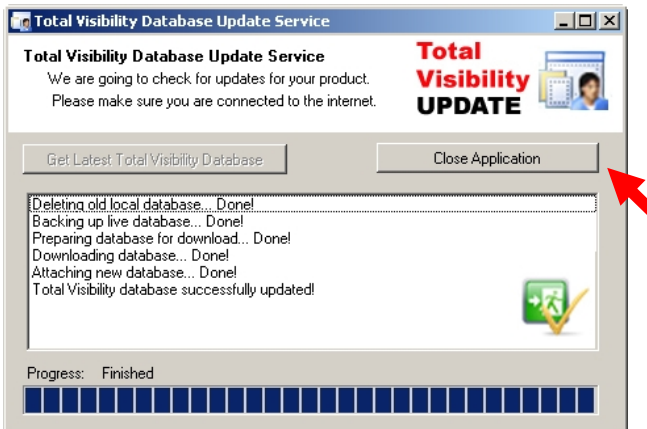 Total Visibility Database Update Service
Total Visibility Database Update Service
We are going to check for updates for your product.
Please make sure you are connected to the internet.
Total
Visibility
UPDATE
Get Latest Total Visibility Database
Close Application
Deleting old local database... Done!
Backing up live database... Done!
Preparing database for download... Done!
Downloading database... Done!
Attaching new database... Done!
Total Visibility database successfully updated!
Progress: Finished